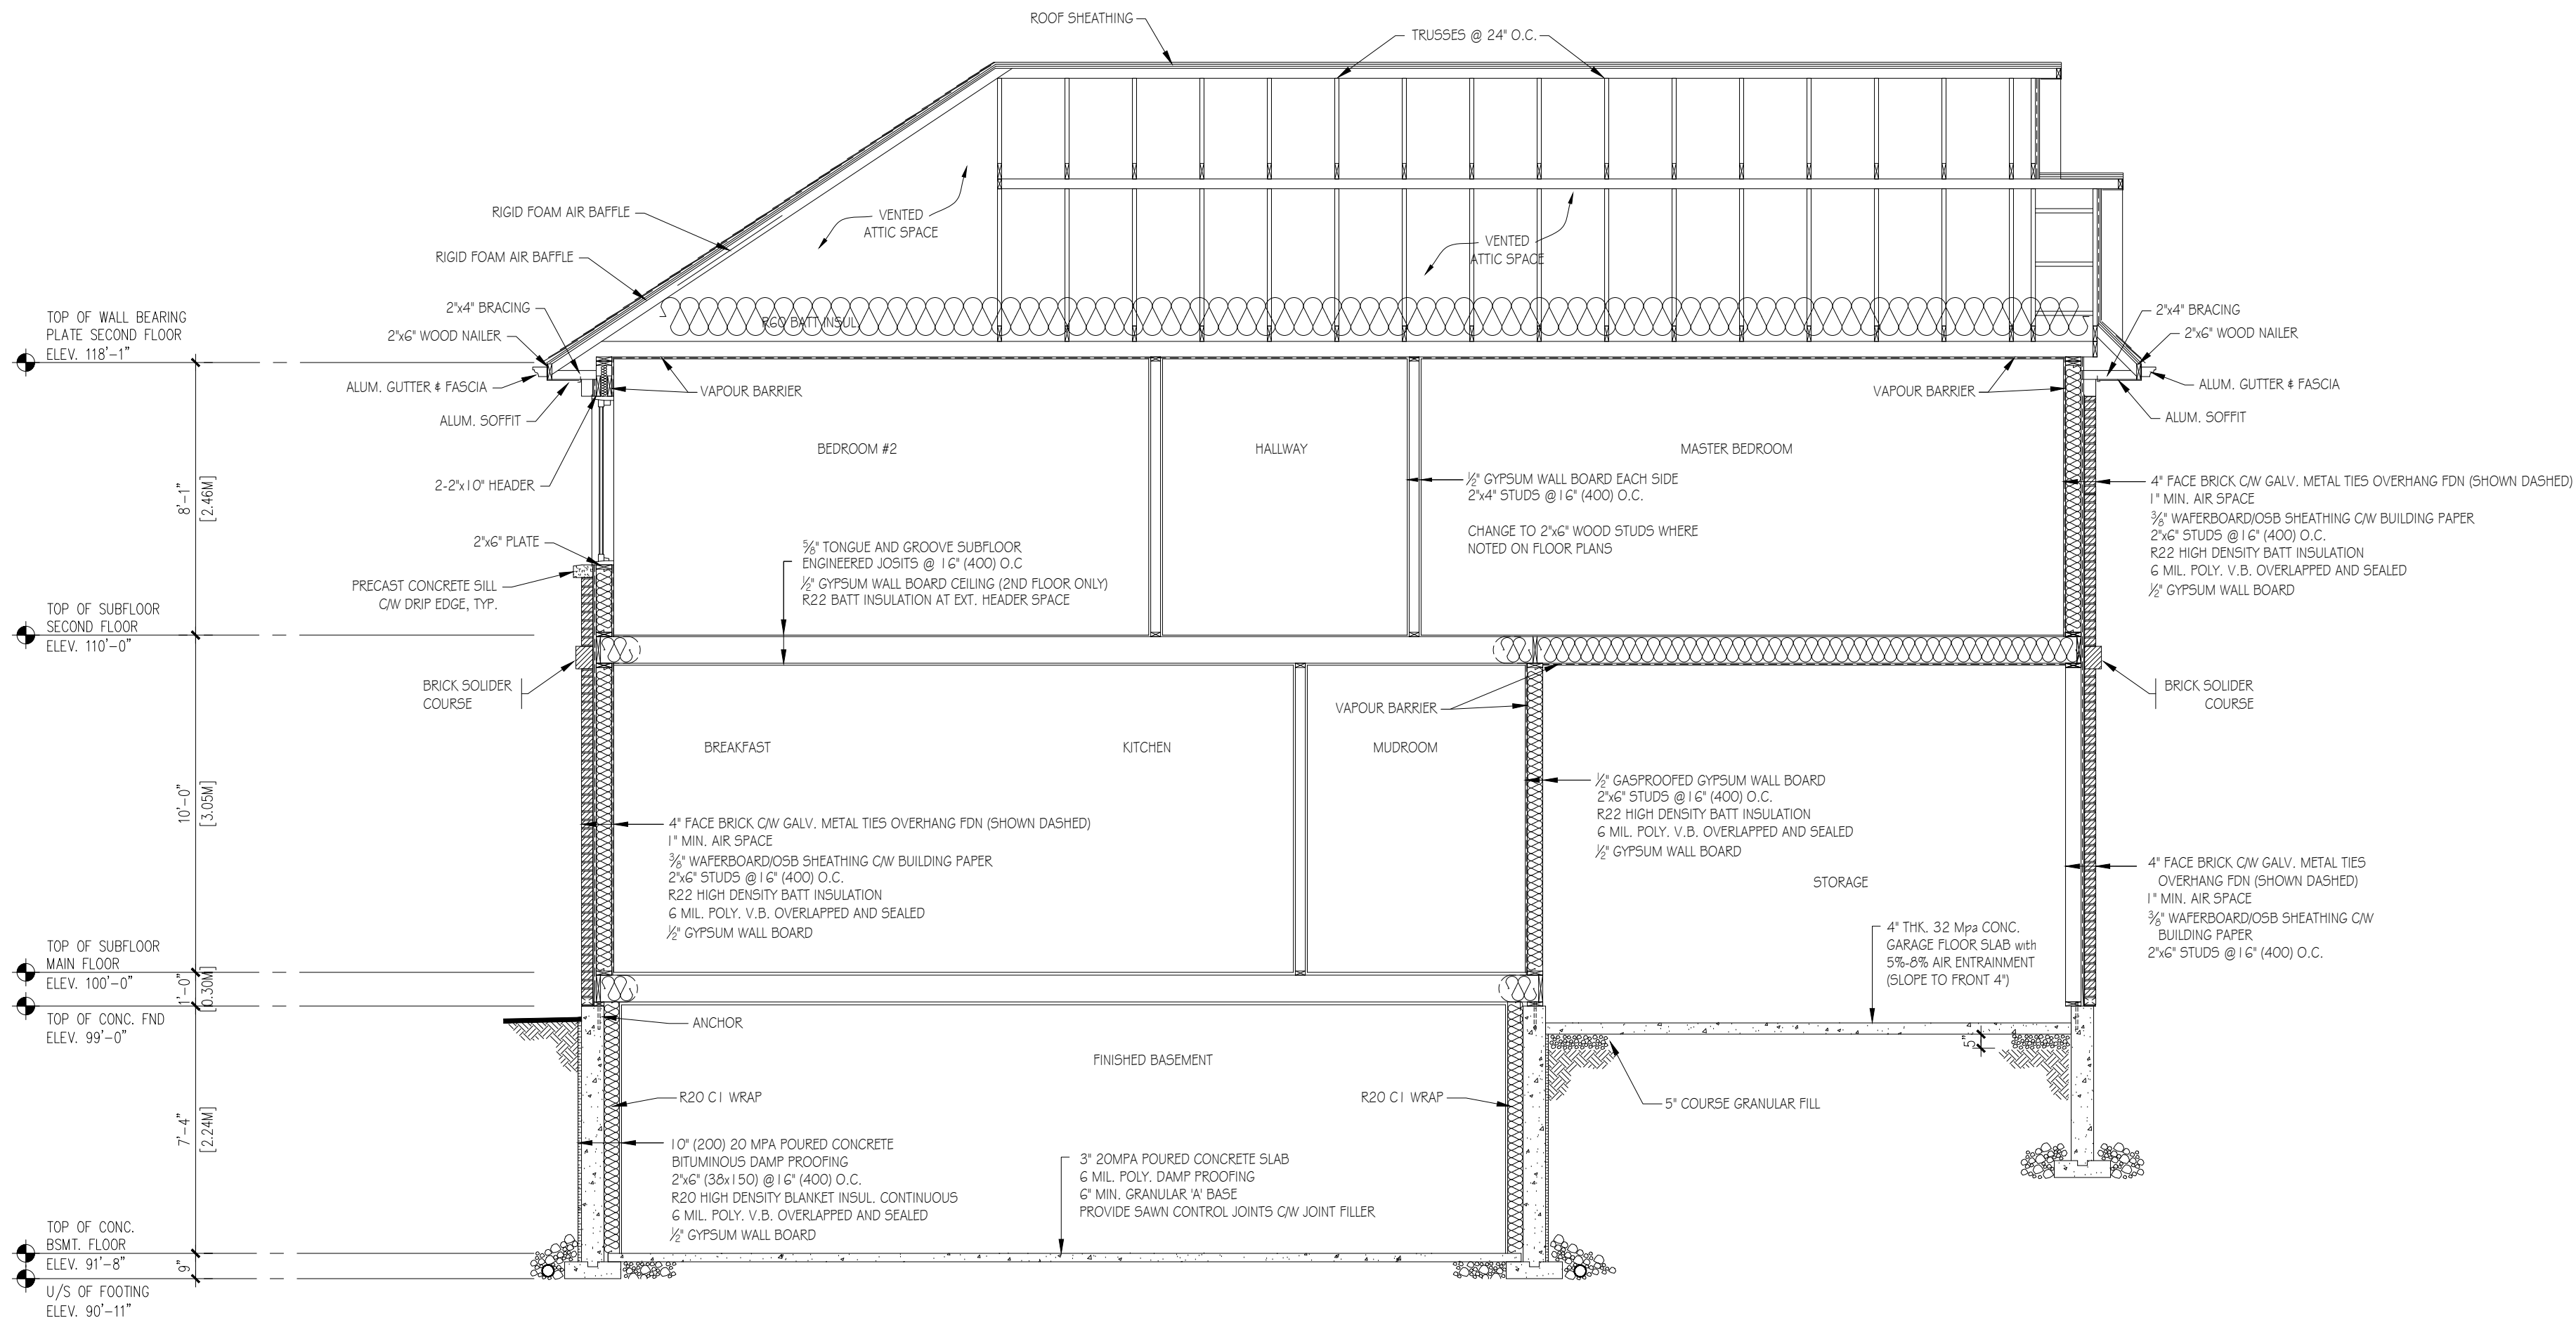 ROOF SHEATHING
TRUSSES @ 24" O.C.
RIGID FOAM AIR BAFFLE
VENTED
ATTIC SPACE
RIGID FOAM AIR BAFFLE
VENTED
ATTIC SPACE
2"x4" BRACING
2"x6" WOOD NAILER
R60 BATT INSUL.
2"x4" BRACING
2"x6" WOOD NAILER
TOP OF WALL BEARING
PLATE SECOND FLOOR
ELEV. 118'-1"
ALUM. GUTTER & FASCIA
ALUM. SOFFIT
VAPOUR BARRIER
VAPOUR BARRIER
ALUM. GUTTER & FASCIA
ALUM. SOFFIT
BEDROOM #2
HALLWAY
MASTER BEDROOM
8'-1"
[2.46M]
2-2"x10" HEADER
½" GYPSUM WALL BOARD EACH SIDE
2"x4" STUDS @16" (400) O.C.
CHANGE TO 2"x6" WOOD STUDS WHERE
NOTED ON FLOOR PLANS
4" FACE BRICK C/W GALV. METAL TIES OVERHANG FDN (SHOWN DASHED)
1" MIN. AIR SPACE
⅜" WAFERBOARD/OSB SHEATHING C/W BUILDING PAPER
2"x6" STUDS @16" (400) O.C.
R22 HIGH DENSITY BATT INSULATION
6 MIL. POLY. V.B. OVERLAPPED AND SEALED
½" GYPSUM WALL BOARD
2"x6" PLATE
PRECAST CONCRETE SILL
C/W DRIP EDGE, TYP.
⅝" TONGUE AND GROOVE SUBFLOOR
ENGINEERED JOSITS @ 16" (400) O.C
½" GYPSUM WALL BOARD CEILING (2ND FLOOR ONLY)
R22 BATT INSULATION AT EXT. HEADER SPACE
TOP OF SUBFLOOR
SECOND FLOOR
ELEV. 110'-0"
BRICK SOLIDER
COURSE
VAPOUR BARRIER
BRICK SOLIDER
COURSE
BREAKFAST
KITCHEN
MUDROOM
10'-0"
[3.05M]
4" FACE BRICK C/W GALV. METAL TIES OVERHANG FDN (SHOWN DASHED)
1" MIN. AIR SPACE
⅜" WAFERBOARD/OSB SHEATHING C/W BUILDING PAPER
2"x6" STUDS @16" (400) O.C.
R22 HIGH DENSITY BATT INSULATION
6 MIL. POLY. V.B. OVERLAPPED AND SEALED
½" GYPSUM WALL BOARD
½" GASPROOFED GYPSUM WALL BOARD
2"x6" STUDS @16" (400) O.C.
R22 HIGH DENSITY BATT INSULATION
6 MIL. POLY. V.B. OVERLAPPED AND SEALED
½" GYPSUM WALL BOARD
STORAGE
4" FACE BRICK C/W GALV. METAL TIES
OVERHANG FDN (SHOWN DASHED)
1" MIN. AIR SPACE
⅜" WAFERBOARD/OSB SHEATHING C/W
BUILDING PAPER
2"x6" STUDS @16" (400) O.C.
4" THK. 32 Mpa CONC.
GARAGE FLOOR SLAB with
5%-8% AIR ENTRAINMENT
(SLOPE TO FRONT 4")
TOP OF SUBFLOOR
MAIN FLOOR
ELEV. 100'-0"
1'-0"
[0.30M]
TOP OF CONC. FND
ELEV. 99'-0"
ANCHOR
FINISHED BASEMENT
5"
R20 C1 WRAP
R20 C1 WRAP
5" COURSE GRANULAR FILL
7'-4"
[2.24M]
10" (200) 20 MPA POURED CONCRETE
BITUMINOUS DAMP PROOFING
2"x6" (38x150) @16" (400) O.C.
R20 HIGH DENSITY BLANKET INSUL. CONTINUOUS
6 MIL. POLY. V.B. OVERLAPPED AND SEALED
½" GYPSUM WALL BOARD
3" 20MPA POURED CONCRETE SLAB
6 MIL. POLY. DAMP PROOFING
6" MIN. GRANULAR 'A' BASE
PROVIDE SAWN CONTROL JOINTS C/W JOINT FILLER
TOP OF CONC.
BSMT. FLOOR
ELEV. 91'-8"
9"
U/S OF FOOTING
ELEV. 90'-11"